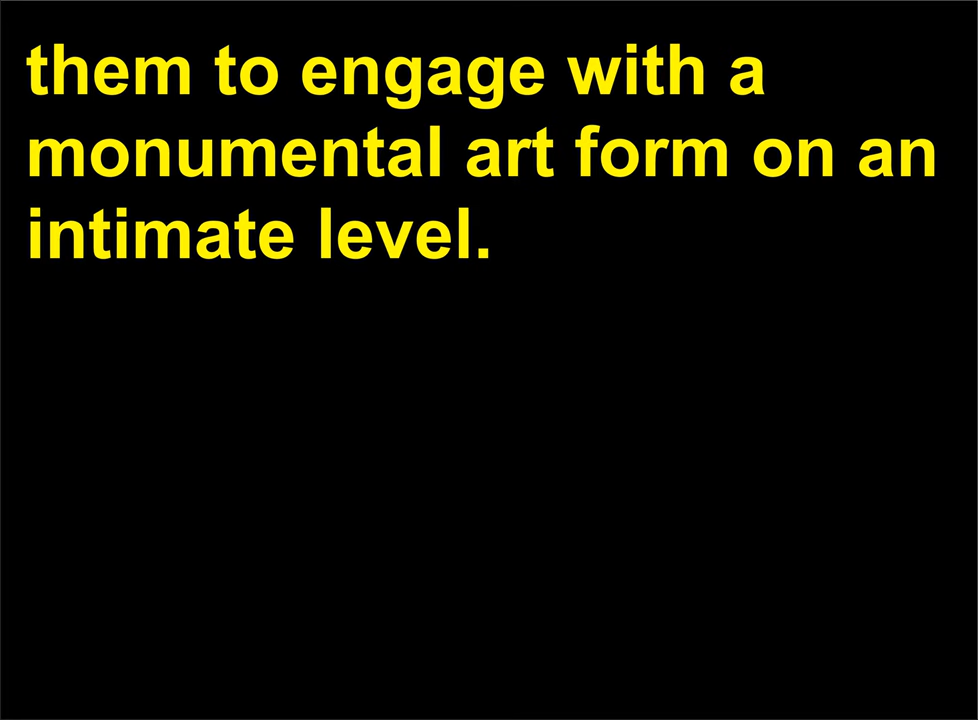 them to engage with a
monumental art form on an
intimate level.